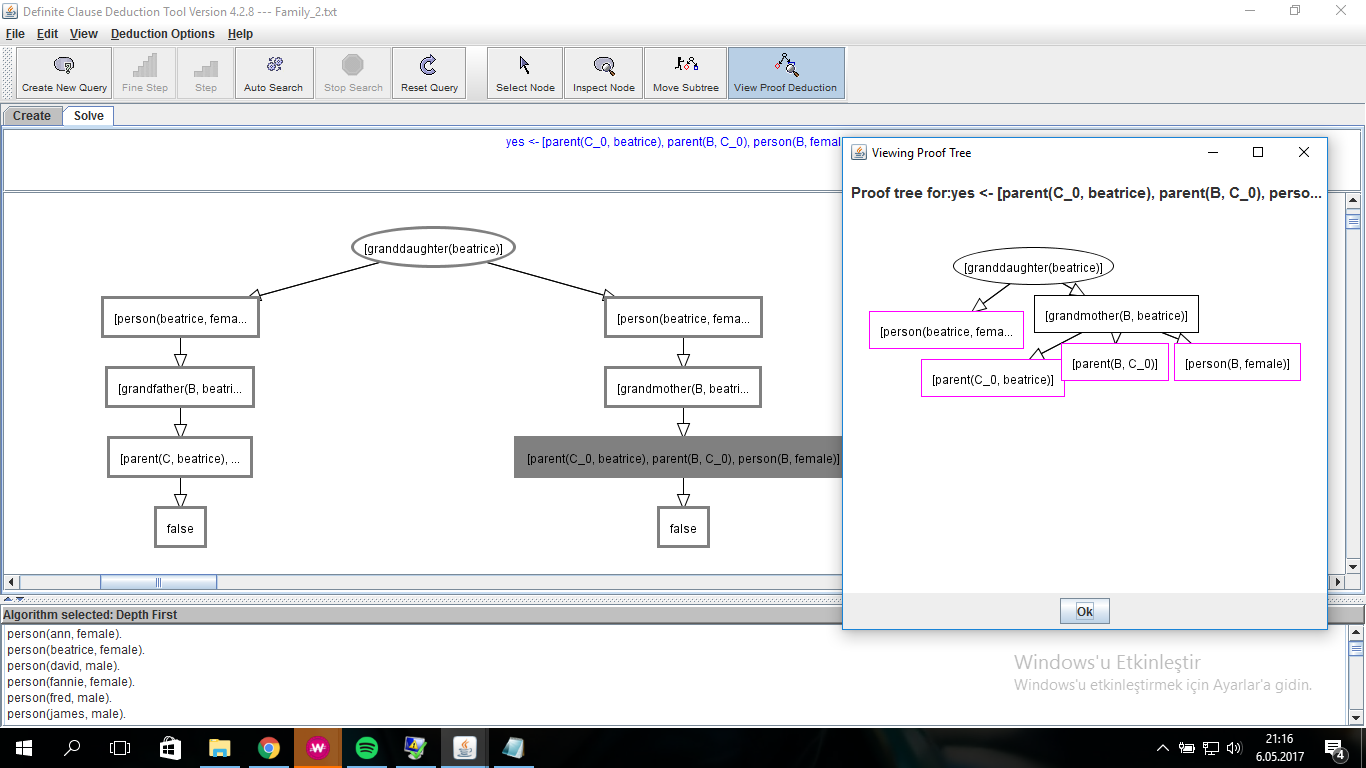 Definite Clause Deduction Tool Version 4.2.8 --- Family_2.txt
File Edit View Deduction Options Help
Create New Query Fine Step Step Auto Search Stop Search Reset Query Select Node Inspect Node Move Subtree View Proof Deduction
Create Solve
yes <- [parent(C_0, beatrice), parent(B, C_0), person(B, femal
[granddaughter(beatrice)]
[person(beatrice, fema...
[person(beatrice, fema...
[grandfather(B, beatri...
[grandmother(B, beatri...
[parent(C, beatrice), ...
[parent(C_0, beatrice), parent(B, C_0), person(B, female)]
false
false
Viewing Proof Tree
Proof tree for:yes <- [parent(C_0, beatrice), parent(B, C_0), perso...
[granddaughter(beatrice)]
[grandmother(B, beatrice)]
[person(beatrice, fema...
[parent(B, C_0)]
[person(B, female)]
[parent(C_0, beatrice)]
Ok
Algorithm selected: Depth First
person(ann, female).
person(beatrice, female).
person(david, male).
person(fannie, female).
person(fred, male).
person(james, male).
Windows'u Etkinleştir
Windows'u etkinleştirmek için Ayarlar'a gidin.
21:16
6.05.2017
4